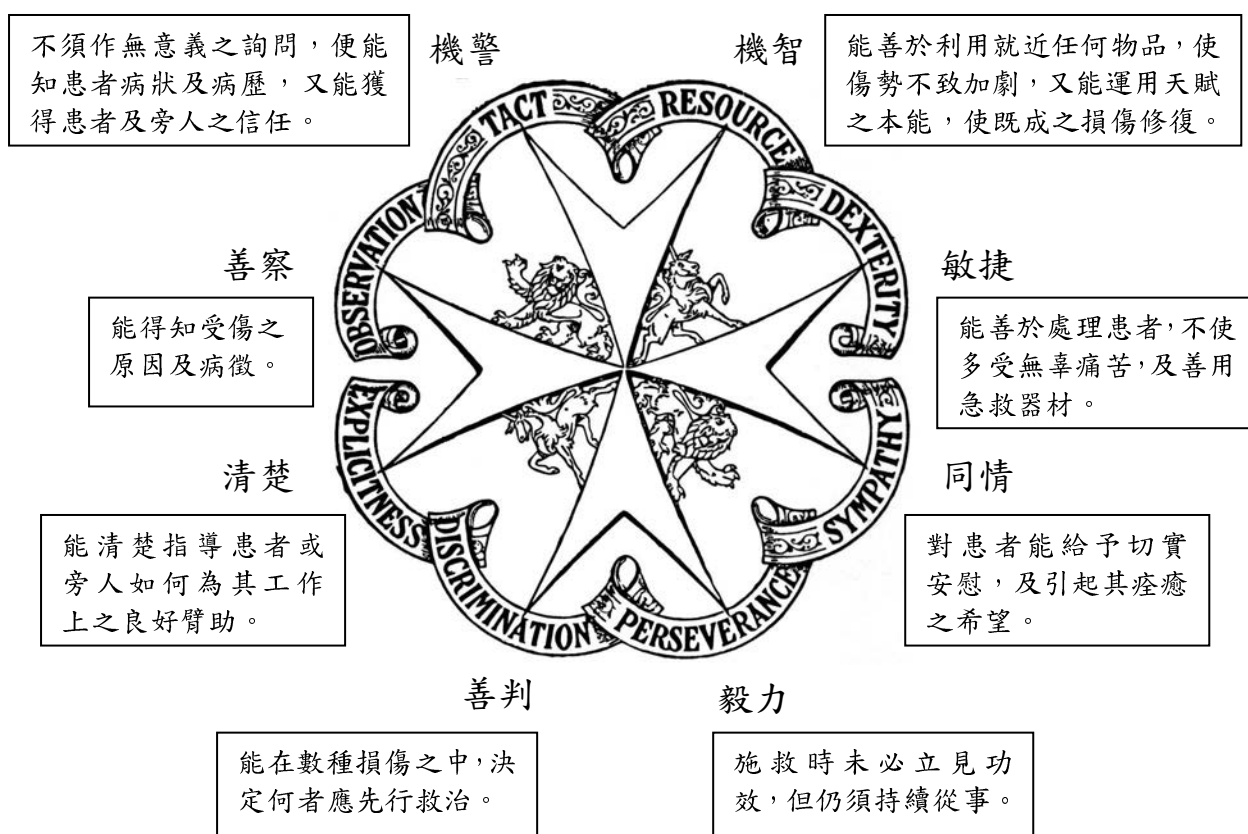 機警
不須作無意義之詢問，便能
知患者病狀及病歷，又能獲
得患者及旁人之信任。
機智
能善於利用就近任何物品，使
傷勢不致加劇，又能運用天賦
之本能，使既成之損傷修復。
TACT
RESOURCE
OBSERVATION
DEXTERITY
善察
能得知受傷之
原因及病徵。
敏捷
能善於處理患者，不使
多受無辜痛苦，及善用
急救器材。
EXPLICITNESS
SYMPATHY
清楚
能清楚指導患者或
旁人如何為其工作
上之良好臂助。
同情
對患者能給予切實
安慰，及引起其痊癒
之希望。
DISCRIMINATION
PERSEVERANCE
善判
能在數種損傷之中，決
定何者應先行救治。
毅力
施救時未必立見功
效，但仍須持續從事。